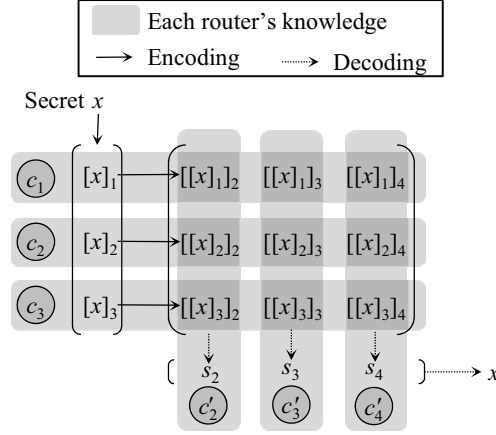 Each router's knowledge
Encoding Decoding
Secret x
c₁ [x]₁ [[x]₁]₂ [[x]₁]₃ [[x]₁]₄
c₂ [x]₂ [[x]₂]₂ [[x]₂]₃ [[x]₂]₄
c₃ [x]₃ [[x]₃]₂ [[x]₃]₃ [[x]₃]₄
s₂ s₃ s₄ x
c′₂ c′₃ c′₄